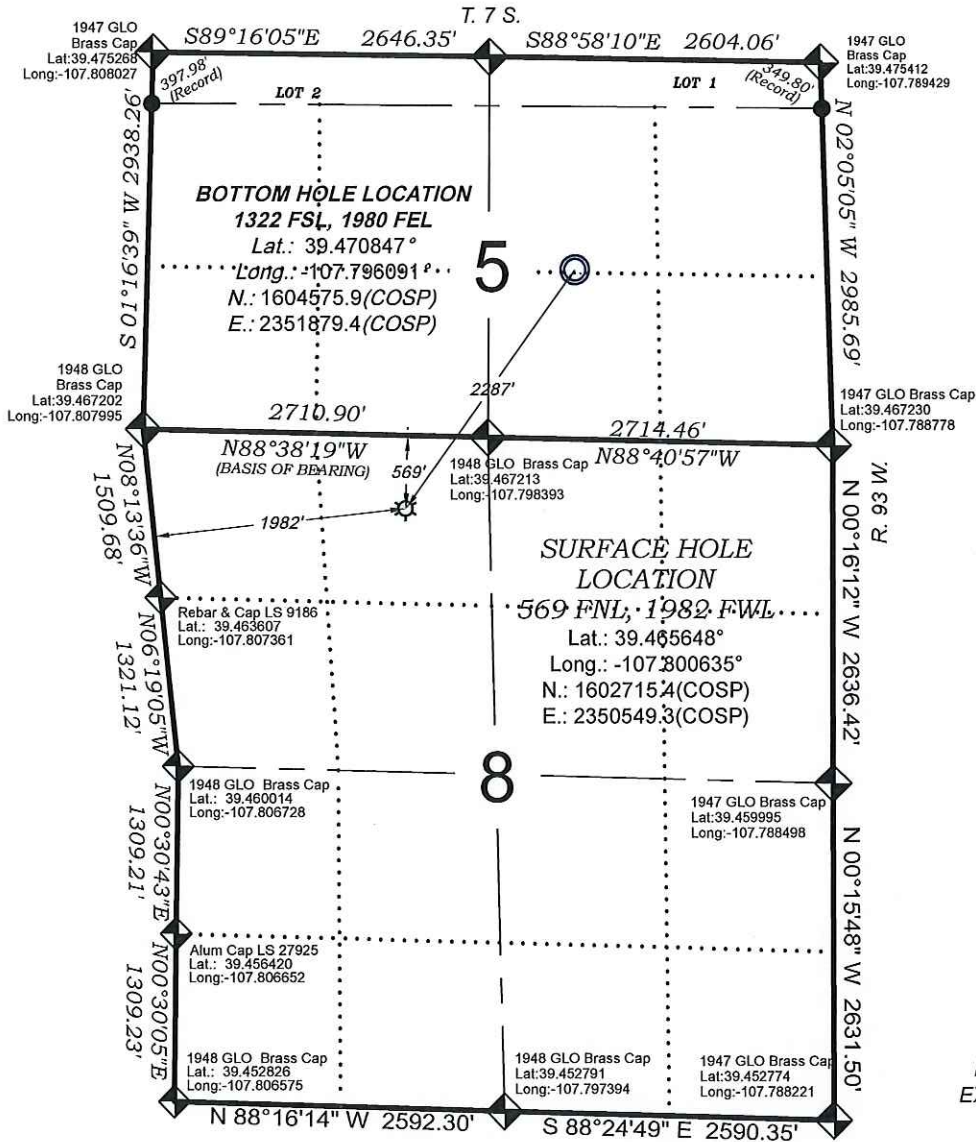 T. 7 S.
1947 GLO
Brass Cap
Lat:39.475268
Long:-107.808027
S89°16'05"E 2646.35'
S88°58'10"E 2604.06'
1947 GLO
Brass Cap
Lat:39.475412
Long:-107.789429
397.98'
(Record)
LOT 2
LOT 1
349.80'
(Record)
S 01°16'39" W 2938.26'
N 02°05'05" W 2985.69'
BOTTOM HOLE LOCATION
1322 FSL, 1980 FEL
Lat.: 39.470847°
Long.: -107.796091°
N.: 1604575.9(COSP)
E.: 2351879.4(COSP)
5
2287'
1948 GLO
Brass Cap
Lat:39.467202
Long:-107.807995
2710.90'
N88°38'19"W
(BASIS OF BEARING)
569'
1948 GLO Brass Cap
Lat:39.467213
Long:-107.798393
2714.46'
N88°40'57"W
1947 GLO Brass Cap
Lat:39.467230
Long:-107.788778
R. 93 W.
N08°13'36"W
1509.68'
1982'
SURFACE HOLE
LOCATION
569 FNL, 1982 FWL
Lat.: 39.465648°
Long.: -107.800635°
N.: 1602715.4(COSP)
E.: 2350549.3(COSP)
N 00°16'12" W 2636.42'
Rebar & Cap LS 9186
Lat.: 39.463607
Long:-107.807361
N06°19'05"W
1321.12'
8
1948 GLO Brass Cap
Lat.: 39.460014
Long:-107.806728
1947 GLO Brass Cap
Lat:39.459995
Long:-107.788498
N00°30'43"E
1309.21'
N 00°15'48" W 2631.50'
Alum Cap LS 27925
Lat.: 39.456420
Long:-107.806652
N00°30'05"E
1309.23'
1948 GLO Brass Cap
Lat.: 39.452826
Long:-107.806575
1948 GLO Brass Cap
Lat:39.452791
Long:-107.797394
1947 GLO Brass Cap
Lat:39.452774
Long:-107.788221
N 88°16'14" W 2592.30'
S 88°24'49" E 2590.35'